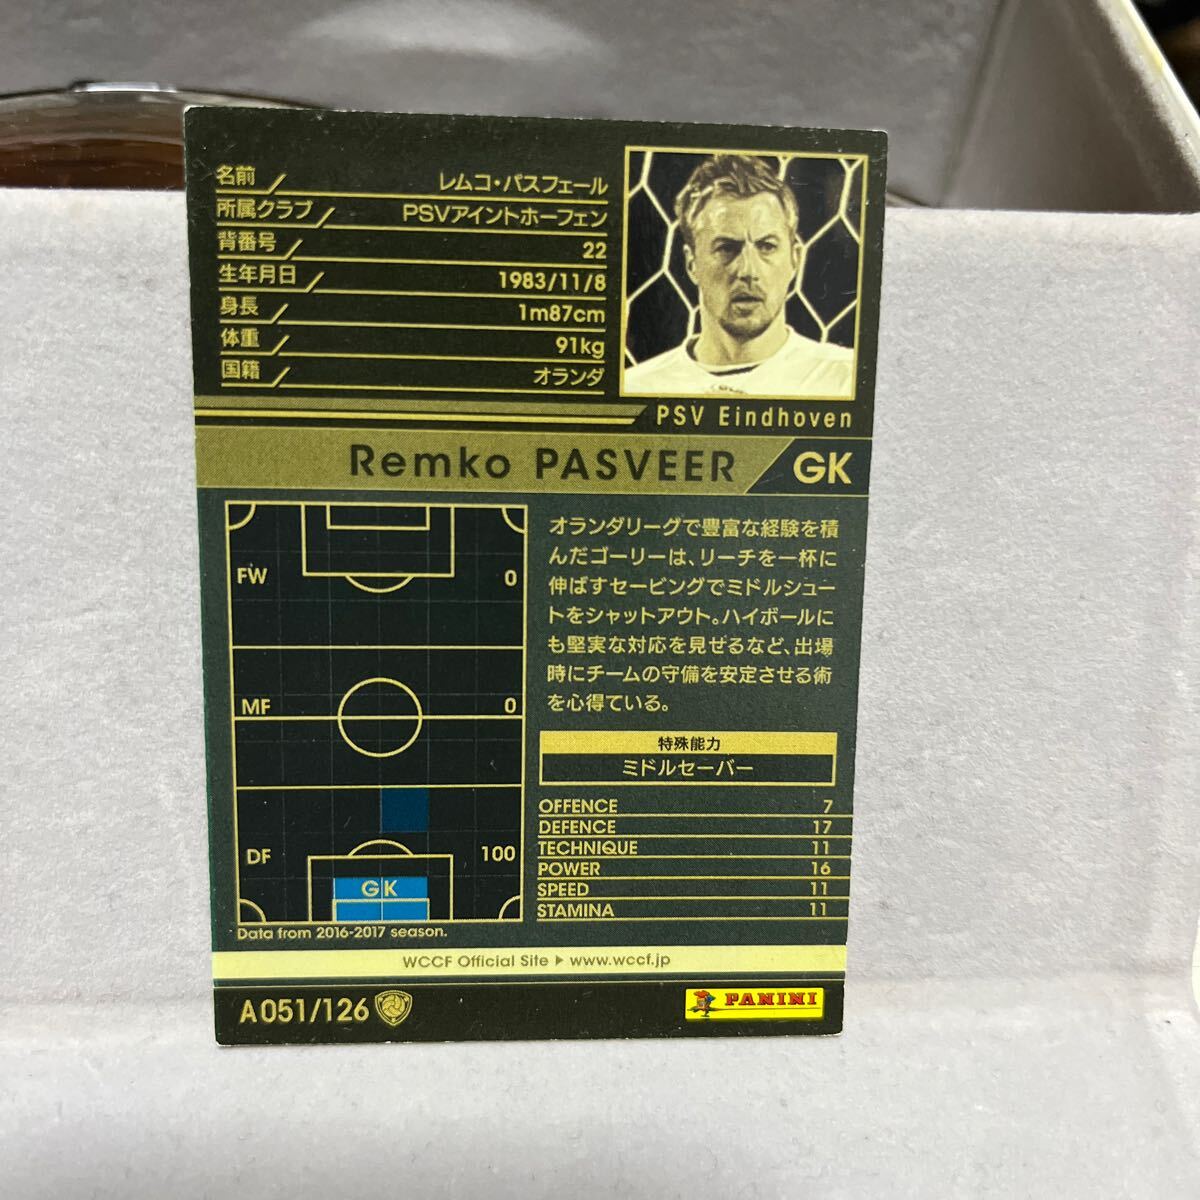 名前 レムコ・パスフェール
所属クラブ PSVアイントホーフェン
背番号 22
生年月日 1983/11/8
身長 1m87cm
体重 91kg
国籍 オランダ
PSV Eindhoven
Remko PASVEER GK
FW 0
MF 0
DF 100
GK
Data from 2016-2017 season.
オランダリーグで豊富な経験を積
んだゴーリーは、リーチを一杯に
伸ばすセービングでミドルシュー
トをシャットアウト。ハイボールに
も堅実な対応を見せるなど、出場
時にチームの守備を安定させる術
を心得ている。
特殊能力
ミドルセーバー
OFFENCE 7
DEFENCE 17
TECHNIQUE 11
POWER 16
SPEED 11
STAMINA 11
WCCF Official Site ▶ www.wccf.jp
A051/126
PANINI